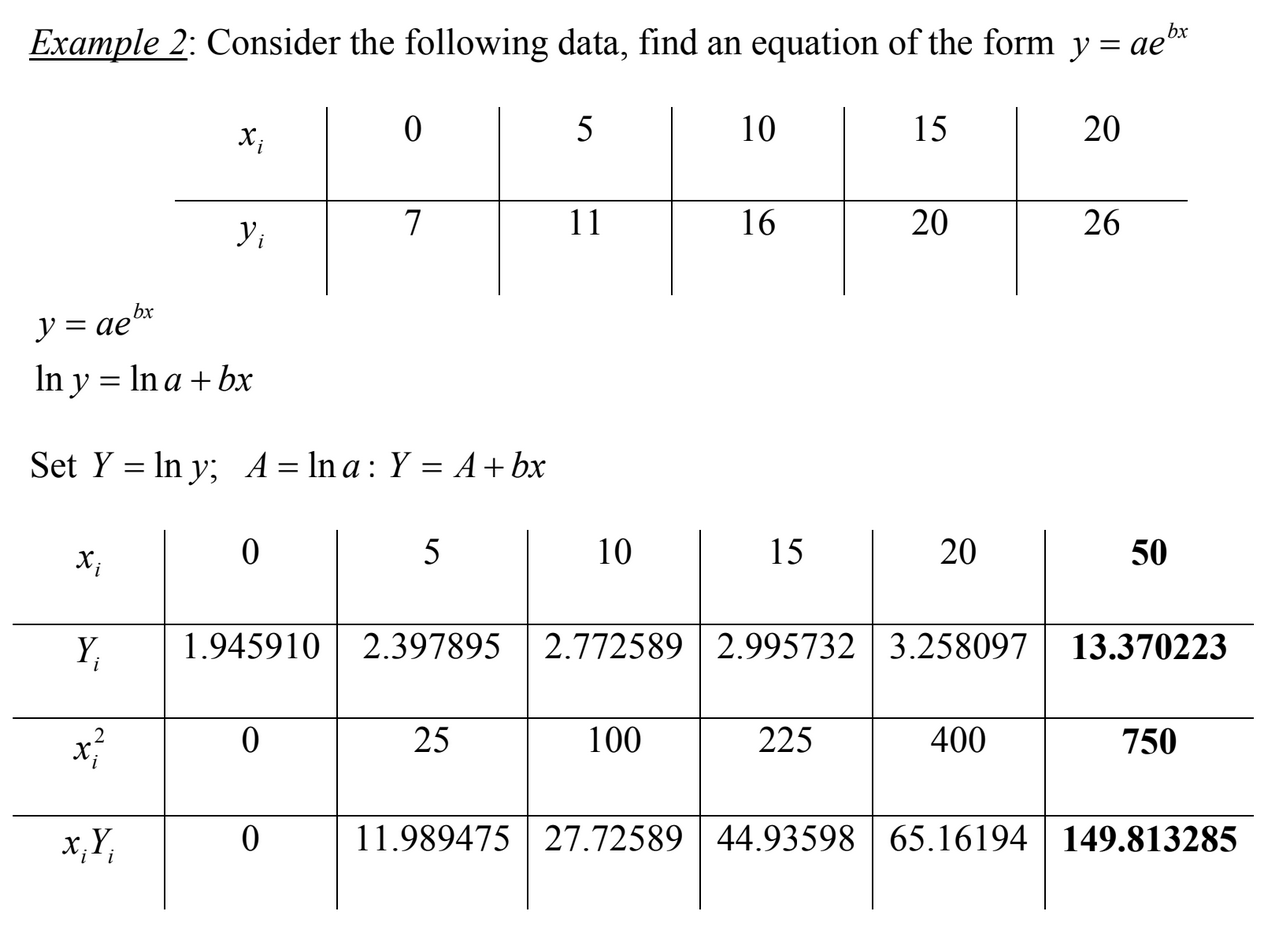 Example 2: Consider the following data, find an equation of the form y = ae^{bx}
x_i 0 5 10 15 20
y_i 7 11 16 20 26
y = ae^{bx}
ln y = ln a + bx
Set Y = ln y; A = ln a : Y = A + bx
x_i 0 5 10 15 20 50
Y_i 1.945910 2.397895 2.772589 2.995732 3.258097 13.370223
x_i^2 0 25 100 225 400 750
x_iY_i 0 11.989475 27.72589 44.93598 65.16194 149.813285